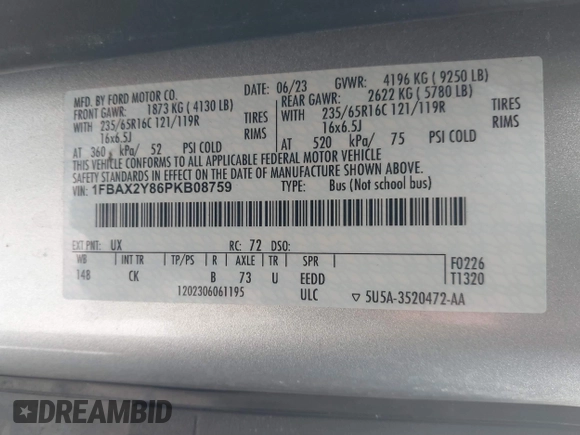 MFD. BY FORD MOTOR CO.
DATE: 06/23 GVWR: 4196 KG ( 9250 LB)
FRONT GAWR: 1873 KG ( 4130 LB)
REAR GAWR: 2622 KG ( 5780 LB)
WITH 235/65R16C 121/119R TIRES
WITH 235/65R16C 121/119R TIRES
16x6.5J RIMS
16x6.5J RIMS
AT 360 kPa/ 52 PSI COLD
AT 520 kPa/ 75 PSI COLD
THIS VEHICLE CONFORMS TO ALL APPLICABLE FEDERAL MOTOR VEHICLE
SAFETY STANDARDS IN EFFECT ON THE DATE OF MANUFACTURE SHOWN ABOVE.
VIN: 1FBAX2Y86PKB08759 TYPE: Bus (Not school bus)
EXT PNT: UX RC: 72 DSO:
WB INT TR TP/PS R AXLE TR SPR F0226
14B CK B 73 U EEDD T1320
1202306061195 ULC ▽ 5U5A-3520472-AA
DREAMBID